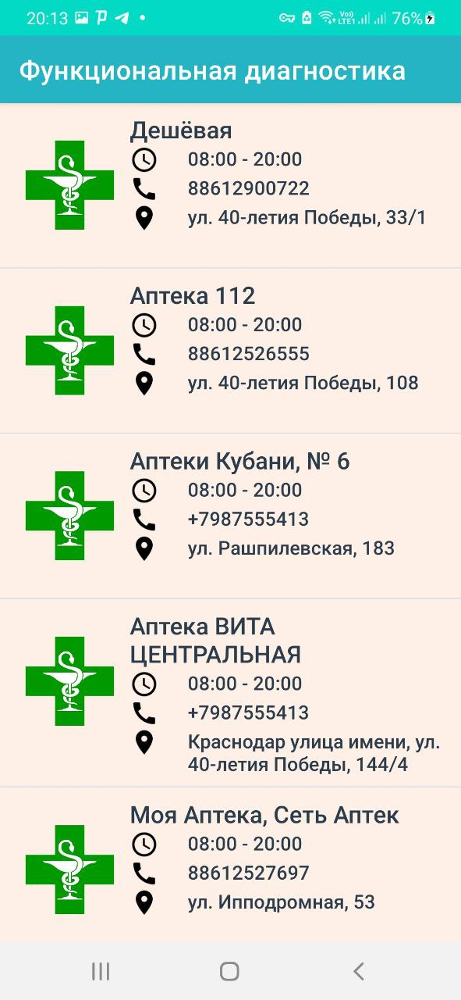 20:13 76%
Функциональная диагностика
Дешёвая
08:00 - 20:00
88612900722
ул. 40-летия Победы, 33/1
Аптека 112
08:00 - 20:00
88612526555
ул. 40-летия Победы, 108
Аптеки Кубани, № 6
08:00 - 20:00
+7987555413
ул. Рашпилевская, 183
Аптека ВИТА
ЦЕНТРАЛЬНАЯ
08:00 - 20:00
+7987555413
Краснодар улица имени, ул.
40-летия Победы, 144/4
Моя Аптека, Сеть Аптек
08:00 - 20:00
88612527697
ул. Ипподромная, 53